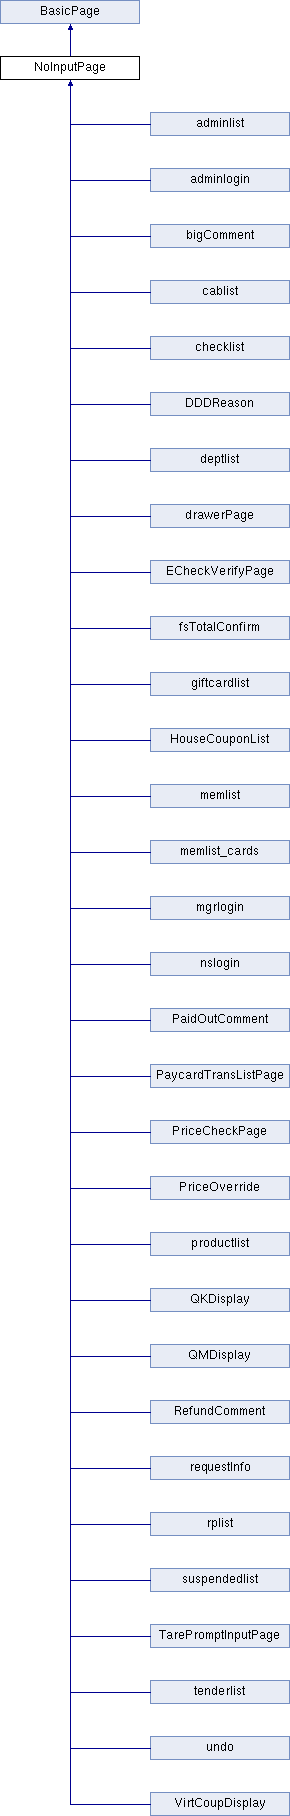 BasicPage
NoInputPage
adminlist
adminlogin
bigComment
cablist
checklist
DDDReason
deptlist
drawerPage
ECheckVerifyPage
fsTotalConfirm
giftcardlist
HouseCouponList
memlist
memlist_cards
mgrlogin
nslogin
PaidOutComment
PaycardTransListPage
PriceCheckPage
PriceOverride
productlist
QKDisplay
QMDisplay
RefundComment
requestInfo
rplist
suspendedlist
TarePromptInputPage
tenderlist
undo
VirtCoupDisplay